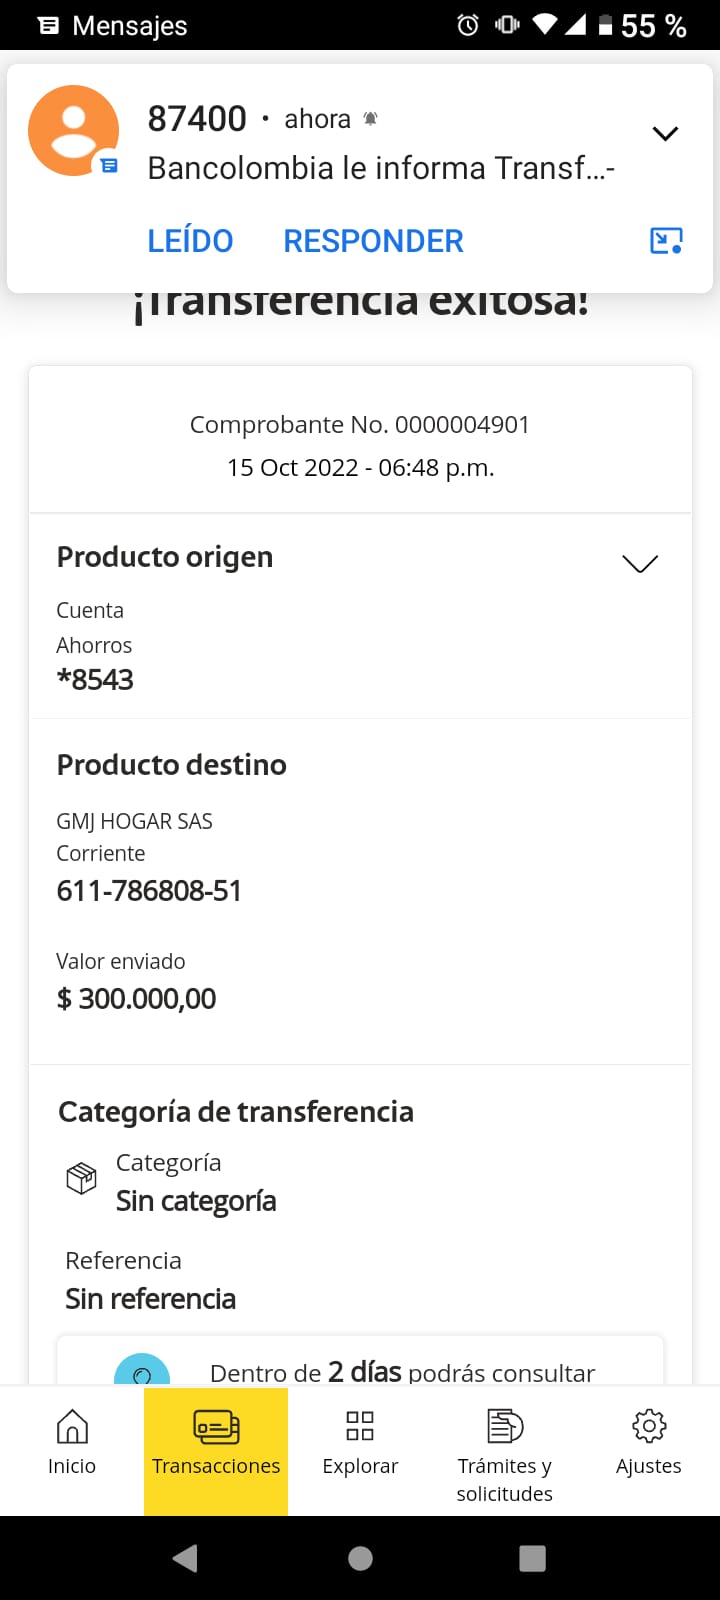 Mensajes
55 %
87400 • ahora
Bancolombia le informa Transf...-
LEÍDO RESPONDER
¡Transferencia exitosa!
Comprobante No. 0000004901
15 Oct 2022 - 06:48 p.m.
Producto origen
Cuenta
Ahorros
*8543
Producto destino
GMJ HOGAR SAS
Corriente
611-786808-51
Valor enviado
$ 300.000,00
Categoría de transferencia
Categoría
Sin categoría
Referencia
Sin referencia
Dentro de 2 días podrás consultar
Inicio
Transacciones
Explorar
Trámites y
solicitudes
Ajustes